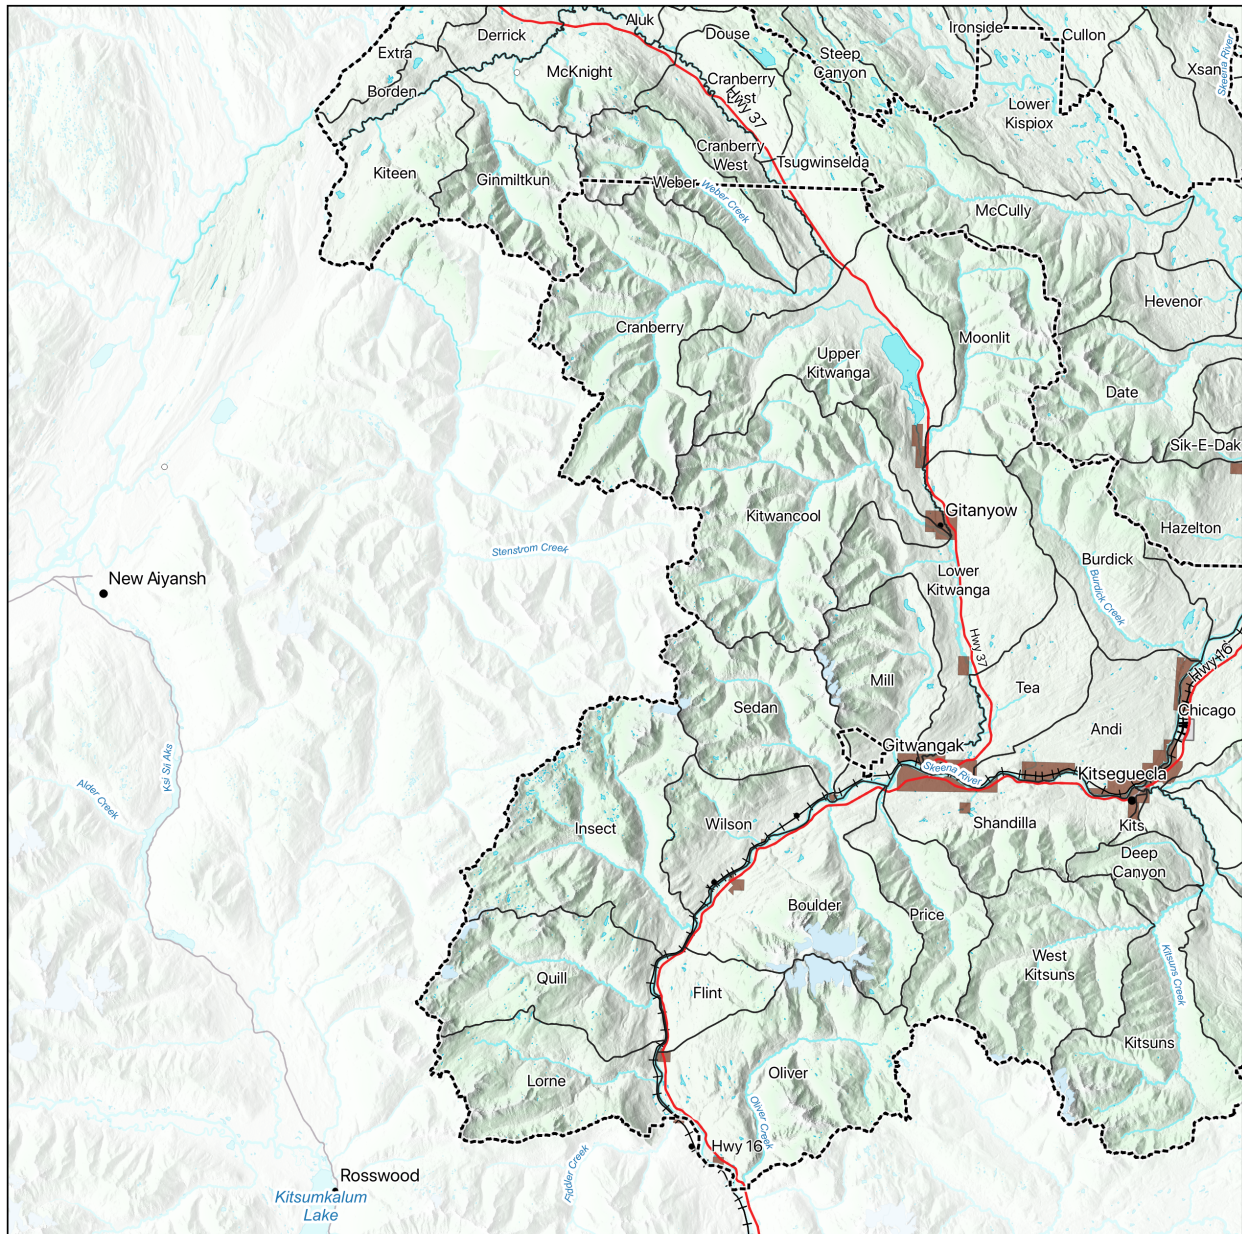 Aluk
Ironside
Derrick
Douse
Cullon
Extra
Steep
Canyon
Skeena River
McKnight
Xsan
Cranberry
East
Borden
Hwy 37
Lower
Kispiox
Cranberry
West
Tsugwinselda
Kiteen
Ginmiltkun
Weber
Weber Creek
McCully
Hevenor
Cranberry
Moonlit
Upper
Kitwanga
Date
Sik-E-Dak
Kitwancool
Gitanyow
Hazelton
Stenstrom Creek
Burdick
New Aiyansh
Lower
Kitwanga
Burdick Creek
Hwy 37
Hwy 16
Mill
Tea
Sedan
Chicago
Andi
Gitwangak
Ksi Sii Aks
Skeena River
Kitseguecla
Alder Creek
Insect
Wilson
Shandilla
Kits
Deep
Canyon
Boulder
Price
West
Kitsuns
Kitsuns Creek
Quill
Flint
Kitsuns
Lorne
Oliver
Oliver Creek
Hwy 16
Fiddler Creek
Rosswood
Kitsumkalum
Lake